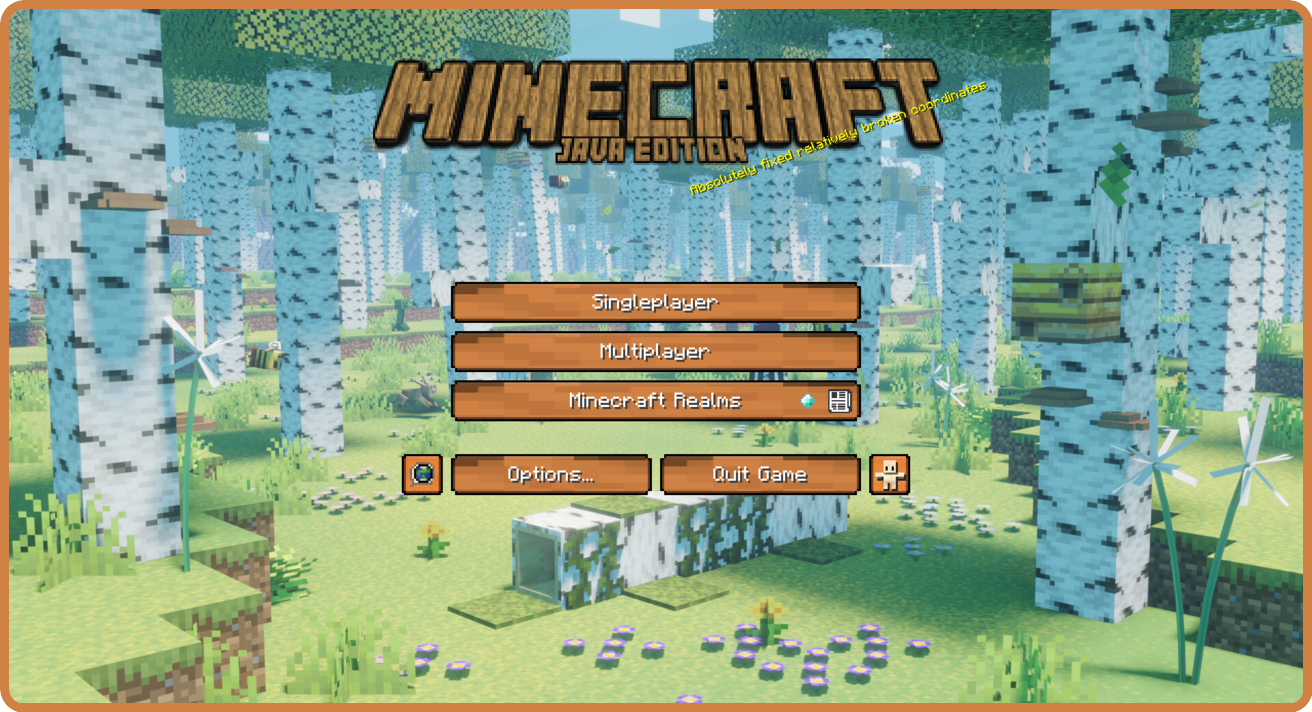 MINECRAFT
JAVA EDITION
Absolutely fixed relatively broken coordinates
Singleplayer
Multiplayer
Minecraft Realms
Options...
Quit Game